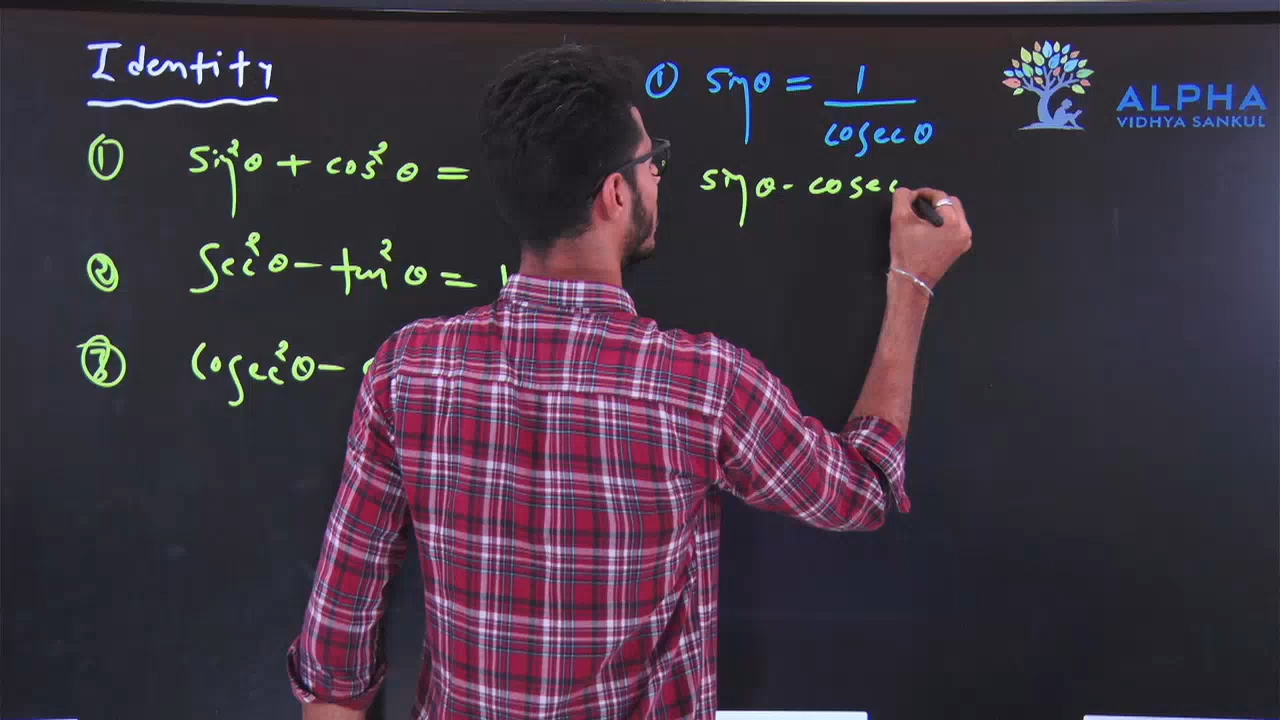 Identity
① sin²θ + cos²θ =
② sec²θ - tan²θ = 1
③ cosec²θ -
① sinθ = 1/cosecθ
sinθ · cosec
ALPHA
VIDHYA SANKUL